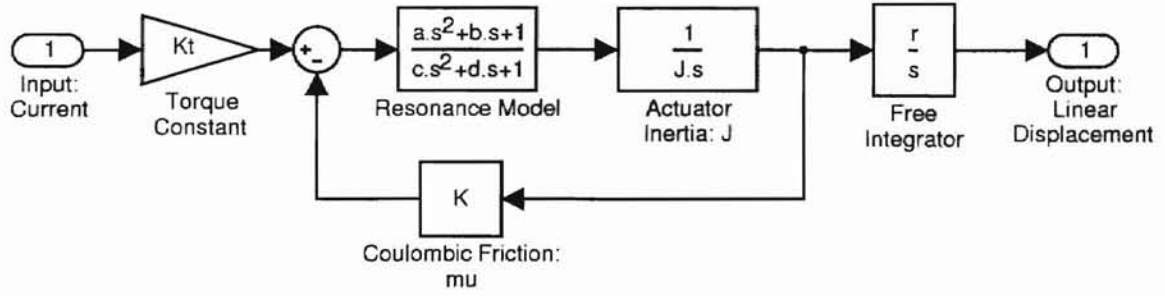 1
Input:
Current
Kt
Torque
Constant
+
−
a.s²+b.s+1
c.s²+d.s+1
Resonance Model
1
J.s
Actuator
Inertia: J
r
s
Free
Integrator
1
Output:
Linear
Displacement
K
Coulombic Friction:
mu